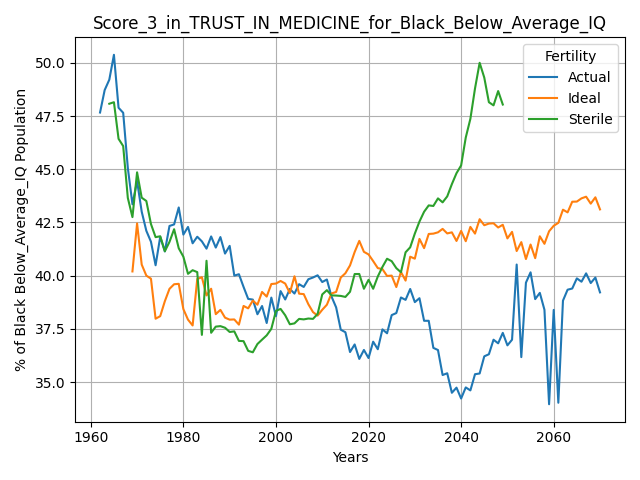 Score_3_in_TRUST_IN_MEDICINE_for_Black_Below_Average_IQ
% of Black Below_Average_IQ Population
50.0
47.5
45.0
42.5
40.0
37.5
35.0
Fertility
Actual
Ideal
Sterile
1960
1980
2000
2020
2040
2060
Years